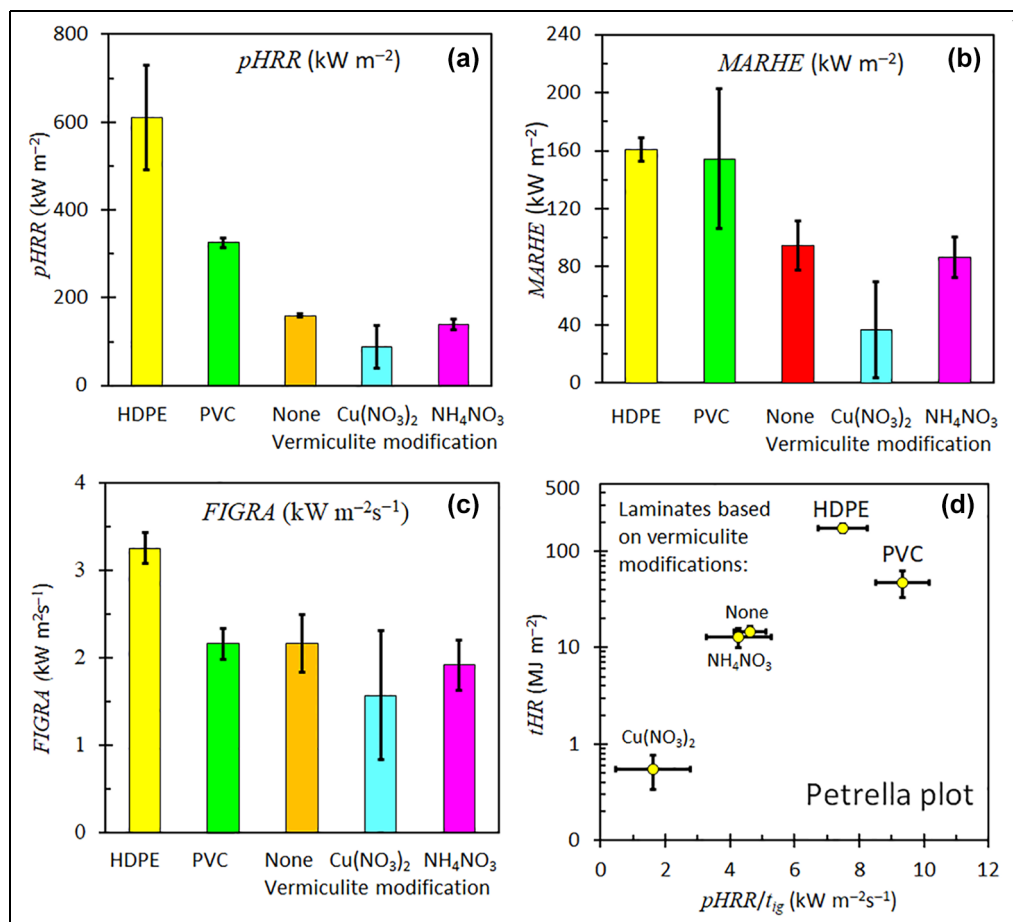 pHRR (kW m⁻²)
(a)
pHRR (kW m⁻²)
800
600
400
200
0
HDPE PVC None Cu(NO₃)₂ NH₄NO₃
Vermiculite modification
MARHE (kW m⁻²)
(b)
MARHE (kW m⁻²)
240
200
160
120
80
40
0
HDPE PVC None Cu(NO₃)₂ NH₄NO₃
Vermiculite modification
FIGRA (kW m⁻²s⁻¹)
(c)
FIGRA (kW m²s⁻¹)
4
3
2
1
0
HDPE PVC None Cu(NO₃)₂ NH₄NO₃
Vermiculite modification
(d)
Laminates based
on vermiculite
modifications:
HDPE
PVC
None
NH₄NO₃
Cu(NO₃)₂
Petrella plot
tHR (MJ m⁻²)
500
100
10
1
0
0 2 4 6 8 10 12
pHRR/tig (kW m⁻²s⁻¹)